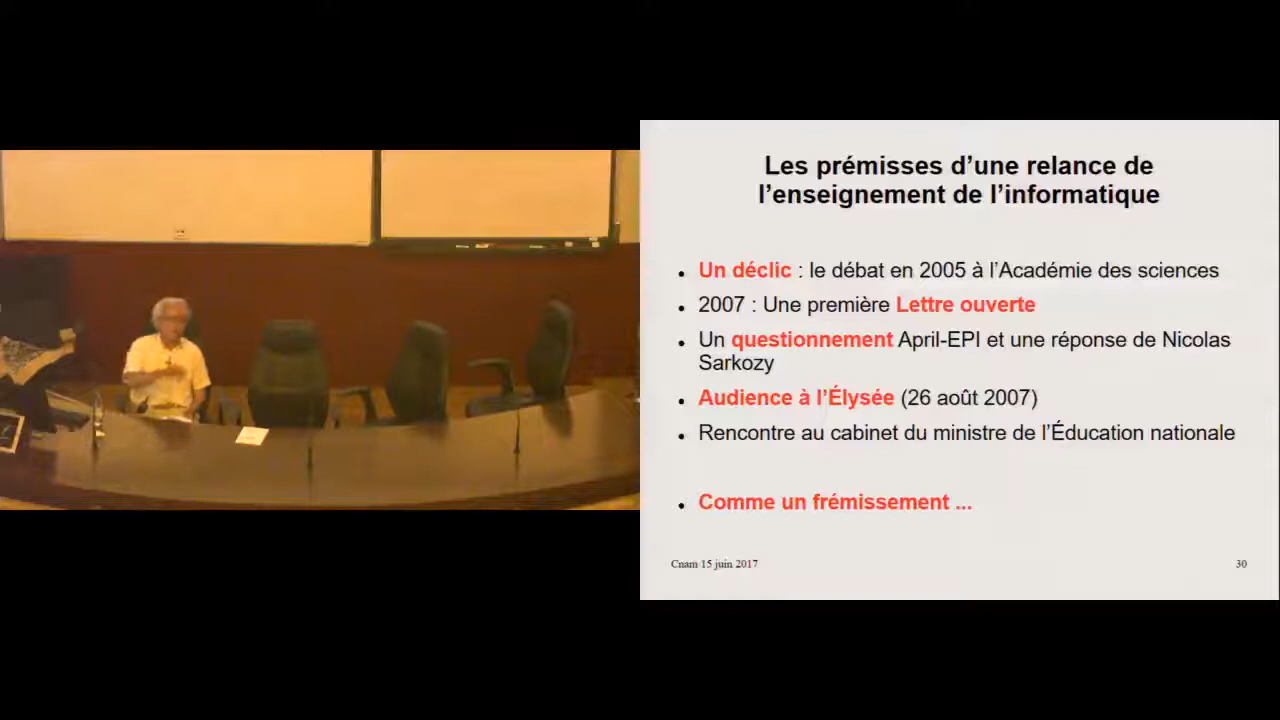 Les prémisses d'une relance de
l'enseignement de l'informatique
• Un déclic : le débat en 2005 à l'Académie des sciences
• 2007 : Une première Lettre ouverte
• Un questionnement April-EPI et une réponse de Nicolas
Sarkozy
• Audience à l'Élysée (26 août 2007)
• Rencontre au cabinet du ministre de l'Éducation nationale
• Comme un frémissement ...
Cnam 15 juin 2017
30